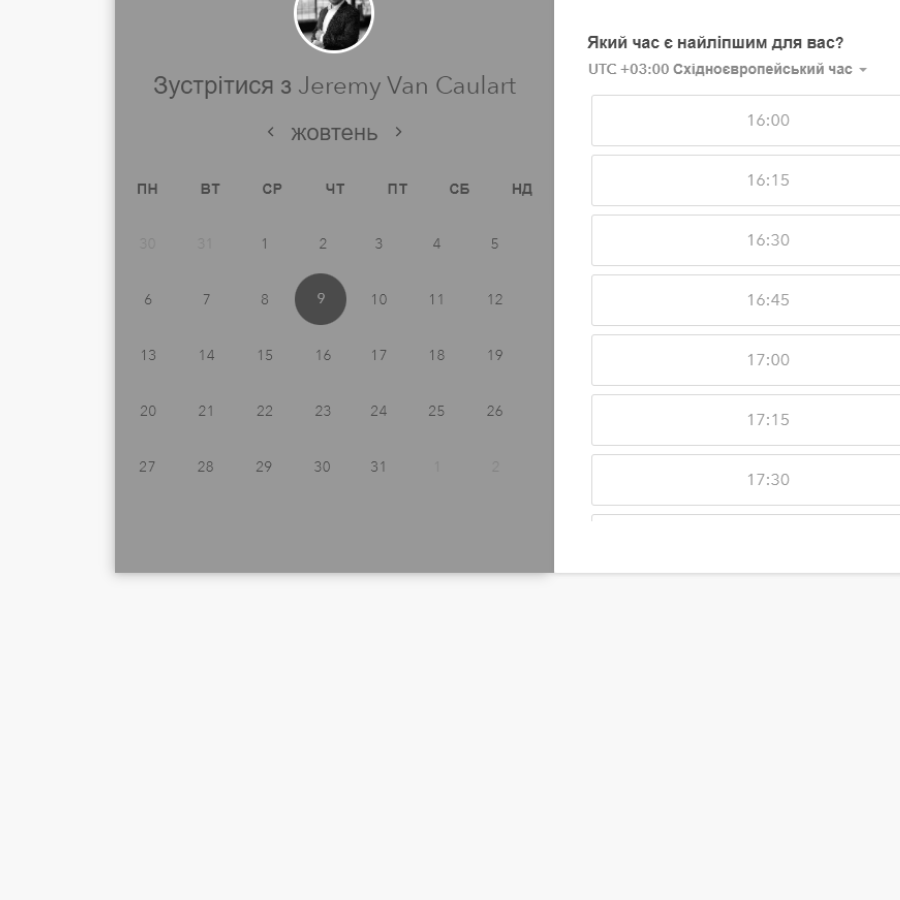 Зустрітися з Jeremy Van Caulart
жовтень
ПН ВТ СР ЧТ ПТ СБ НД
30 31 1 2 3 4 5
6 7 8 9 10 11 12
13 14 15 16 17 18 19
20 21 22 23 24 25 26
27 28 29 30 31 1 2
Який час є найліпшим для вас?
UTC +03:00 Східноєвропейський час
16:00
16:15
16:30
16:45
17:00
17:15
17:30